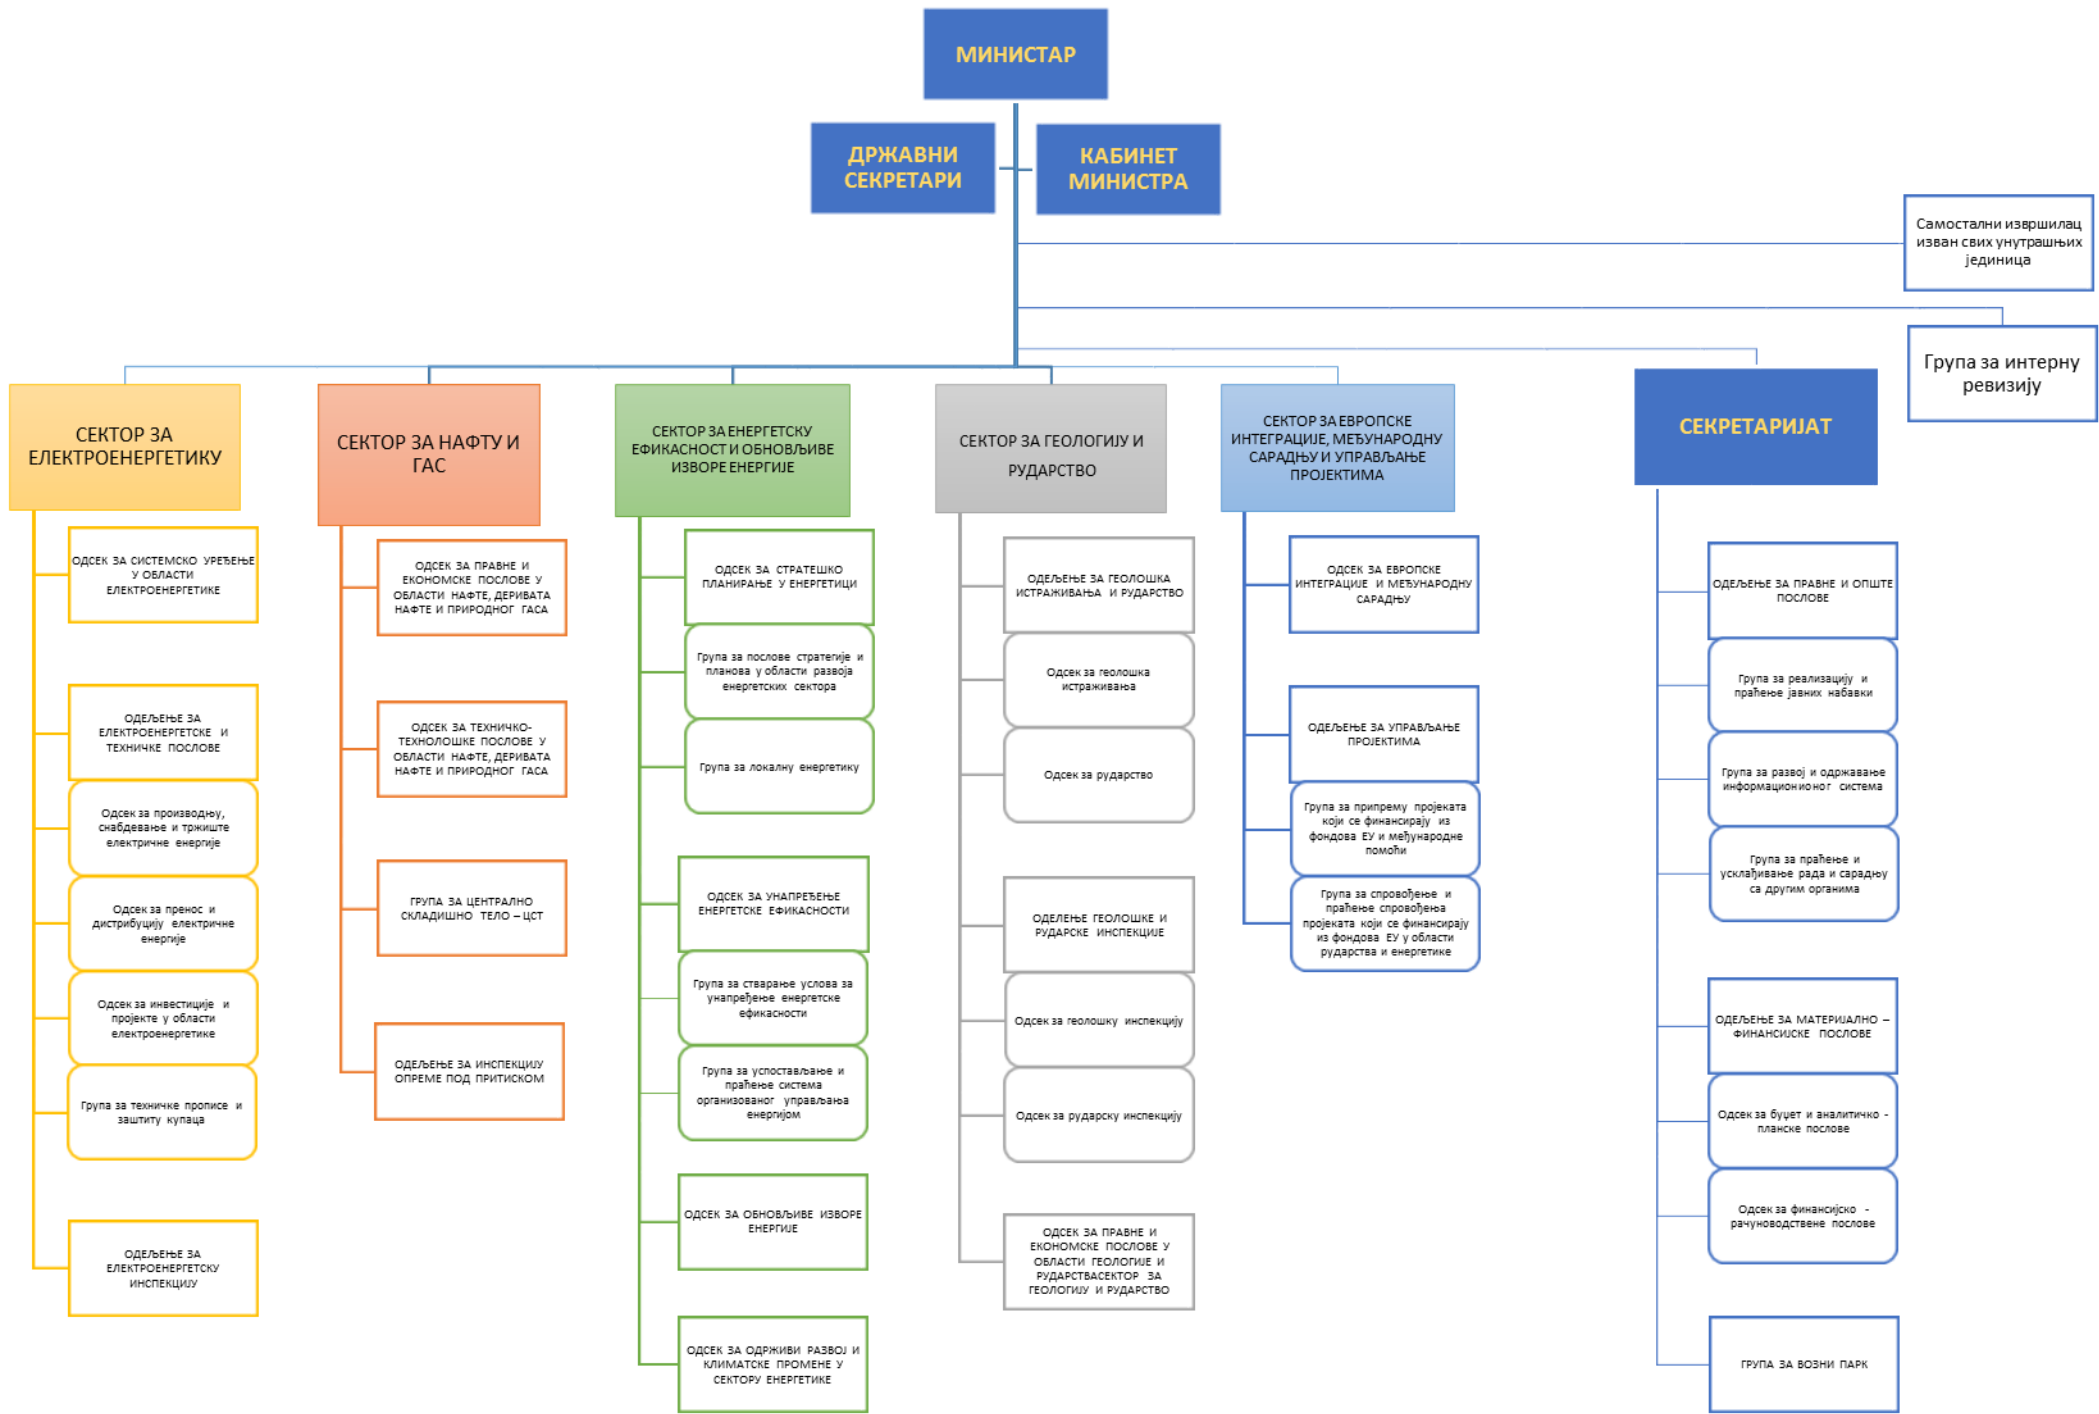 МИНИСТАР
ДРЖАВНИ
СЕКРЕТАРИ
КАБИНЕТ
МИНИСТРА
Самостални извршилац
изван свих унутрашњих
јединица
Група за интерну
ревизију
СЕКТОР ЗА
ЕЛЕКТРОЕНЕРГЕТИКУ
ОДСЕК ЗА СИСТЕМСКО УРЕЂЕЊЕ
У ОБЛАСТИ
ЕЛЕКТРОЕНЕРГЕТИКЕ
ОДЕЉЕЊЕ ЗА
ЕЛЕКТРОЕНЕРГЕТСКЕ И
ТЕХНИЧКЕ ПОСЛОВЕ
Одсек за производњу,
снабдевање и тржиште
електричне енергије
Одсек за пренос и
дистрибуцију електричне
енергије
Одсек за инвестиције и
пројекте у области
електроенергетике
Група за техничке прописе и
заштиту купаца
ОДЕЉЕЊЕ ЗА
ЕЛЕКТРОЕНЕРГЕТСКУ
ИНСПЕКЦИЈУ
СЕКТОР ЗА НАФТУ И
ГАС
ОДСЕК ЗА ПРАВНЕ И
ЕКОНОМСКЕ ПОСЛОВЕ У
ОБЛАСТИ НАФТЕ, ДЕРИВАТА
НАФТЕ И ПРИРОДНОГ ГАСА
ОДСЕК ЗА ТЕХНИЧКО-
ТЕХНОЛОШКЕ ПОСЛОВЕ У
ОБЛАСТИ НАФТЕ, ДЕРИВАТА
НАФТЕ И ПРИРОДНОГ ГАСА
ГРУПА ЗА ЦЕНТРАЛНО
СКЛАДИШНО ТЕЛО – ЦСТ
ОДЕЉЕЊЕ ЗА ИНСПЕКЦИЈУ
ОПРЕМЕ ПОД ПРИТИСКОМ
СЕКТОР ЗА ЕНЕРГЕТСКУ
ЕФИКАСНОСТ И ОБНОВЉИВЕ
ИЗВОРЕ ЕНЕРГИЈЕ
ОДСЕК ЗА СТРАТЕШКО
ПЛАНИРАЊЕ У ЕНЕРГЕТИЦИ
Група за послове стратегије и
планова у области развоја
енергетских сектора
Група за локалну енергетику
ОДСЕК ЗА УНАПРЕЂЕЊЕ
ЕНЕРГЕТСКЕ ЕФИКАСНОСТИ
Група за стварање услова за
унапређење енергетске
ефикасности
Група за успостављање и
праћење система
организованог управљања
енергијом
ОДСЕК ЗА ОБНОВЉИВЕ ИЗВОРЕ
ЕНЕРГИЈЕ
ОДСЕК ЗА ОДРЖИВИ РАЗВОЈ И
КЛИМАТСКЕ ПРОМЕНЕ У
СЕКТОРУ ЕНЕРГЕТИКЕ
СЕКТОР ЗА ГЕОЛОГИЈУ И
РУДАРСТВО
ОДЕЉЕЊЕ ЗА ГЕОЛОШКА
ИСТРАЖИВАЊА И РУДАРСТВО
Одсек за геолошка
истраживања
Одсек за рударство
ОДЕЛЕЊЕ ГЕОЛОШКЕ И
РУДАРСКЕ ИНСПЕКЦИЈЕ
Одсек за геолошку инспекцију
Одсек за рударску инспекцију
ОДСЕК ЗА ПРАВНЕ И
ЕКОНОМСКЕ ПОСЛОВЕ У
ОБЛАСТИ ГЕОЛОГИЈЕ И
РУДАРСТВАСЕКТОР ЗА
ГЕОЛОГИЈУ И РУДАРСТВО
СЕКТОР ЗА ЕВРОПСКЕ
ИНТЕГРАЦИЈЕ, МЕЂУНАРОДНУ
САРАДЊУ И УПРАВЉАЊЕ
ПРОЈЕКТИМА
ОДСЕК ЗА ЕВРОПСКЕ
ИНТЕГРАЦИЈЕ И МЕЂУНАРОДНУ
САРАДЊУ
ОДЕЉЕЊЕ ЗА УПРАВЉАЊЕ
ПРОЈЕКТИМА
Група за припрему пројеката
који се финансирају из
фондова ЕУ и међународне
помоћи
Група за спровођење и
праћење спровођења
пројеката који се финансирају
из фондова ЕУ у области
рударства и енергетике
СЕКРЕТАРИЈАТ
ОДЕЉЕЊЕ ЗА ПРАВНЕ И ОПШТЕ
ПОСЛОВЕ
Група за реализацију и
праћење јавних набавки
Група за развој и одржавање
информационионог система
Група за праћење и
усклађивање рада и сарадњу
са другим органима
ОДЕЉЕЊЕ ЗА МАТЕРИЈАЛНО –
ФИНАНСИЈСКЕ ПОСЛОВЕ
Одсек за буџет и аналитичко -
планске послове
Одсек за финансијско -
рачуноводствене послове
ГРУПА ЗА ВОЗНИ ПАРК